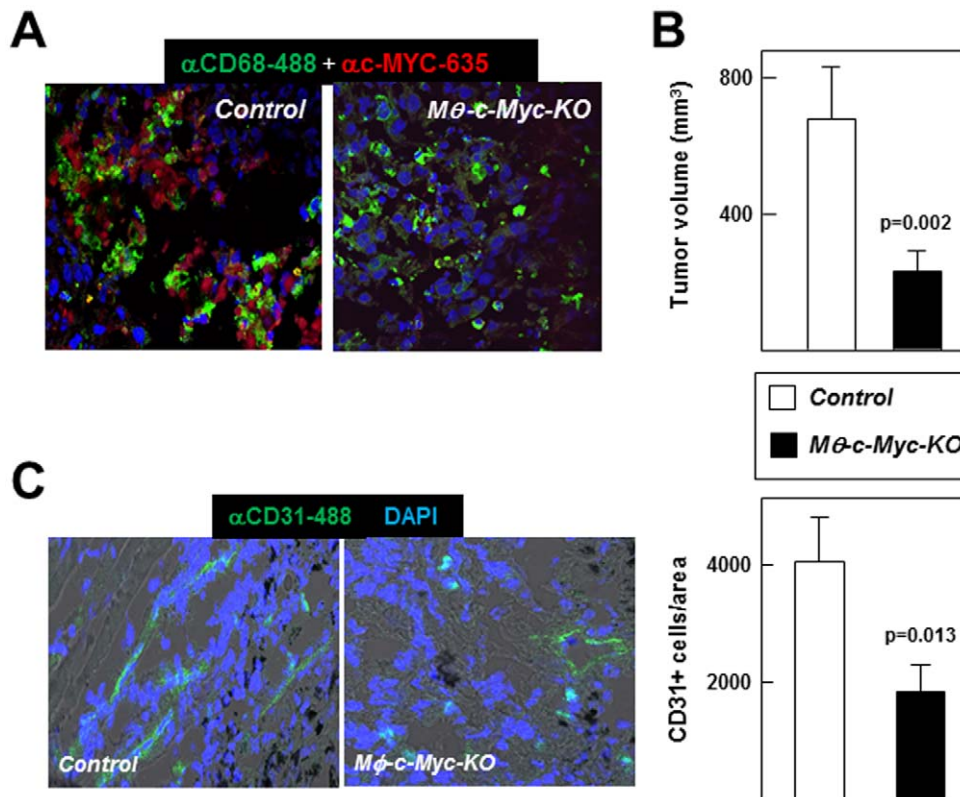 A
αCD68-488 + αc-MYC-635
Control
Mθ-c-Myc-KO
B
Tumor volume (mm³)
800
400
p=0.002
Control
Mθ-c-Myc-KO
C
αCD31-488 DAPI
Control
Mϕ-c-Myc-KO
CD31+ cells/area
4000
2000
p=0.013